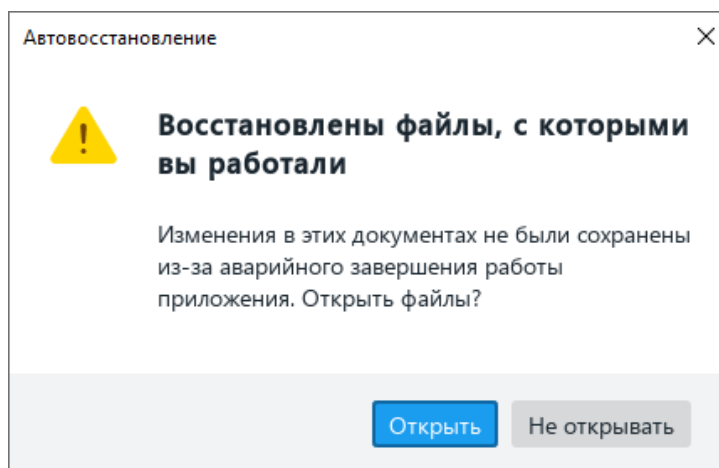 Автовосстановление
Восстановлены файлы, с которыми
вы работали
Изменения в этих документах не были сохранены
из-за аварийного завершения работы
приложения. Открыть файлы?
Открыть
Не открывать